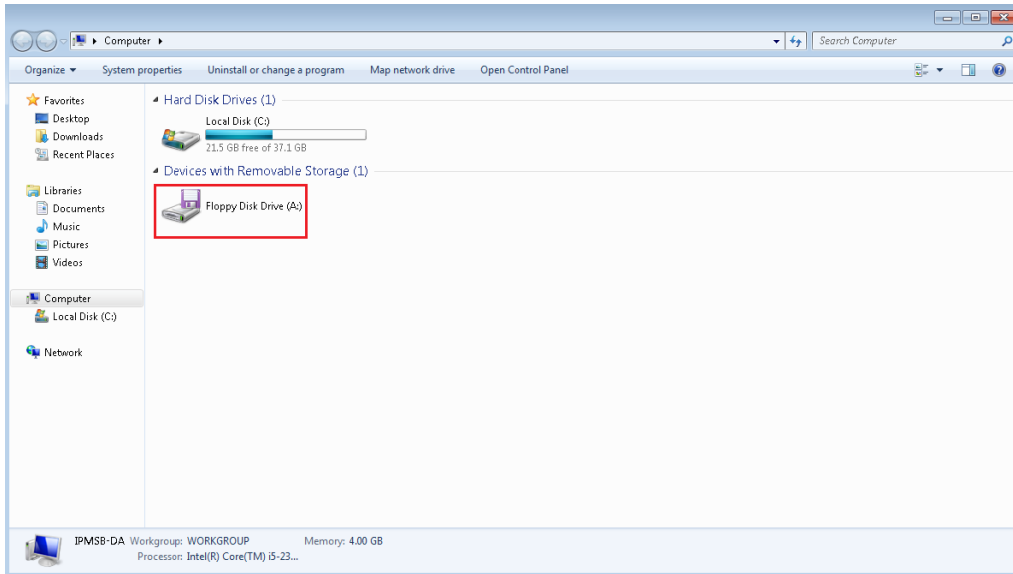 Computer
Search Computer
Organize
System properties
Uninstall or change a program
Map network drive
Open Control Panel
Favorites
Desktop
Downloads
Recent Places
Libraries
Documents
Music
Pictures
Videos
Computer
Local Disk (C:)
Network
Hard Disk Drives (1)
Local Disk (C:)
21.5 GB free of 37.1 GB
Devices with Removable Storage (1)
Floppy Disk Drive (A:)
IPMSB-DA Workgroup: WORKGROUP Memory: 4.00 GB
Processor: Intel(R) Core(TM) i5-23...